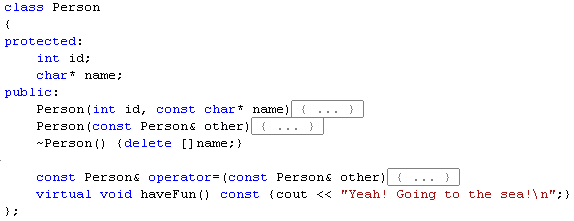 class Person
{
protected:
    int id;
    char* name;
public:
    Person(int id, const char* name){ ... }
    Person(const Person& other){ ... }
    ~Person() {delete []name;}
    const Person& operator=(const Person& other){ ... }
    virtual void haveFun() const {cout << "Yeah! Going to the sea!\n";}
};